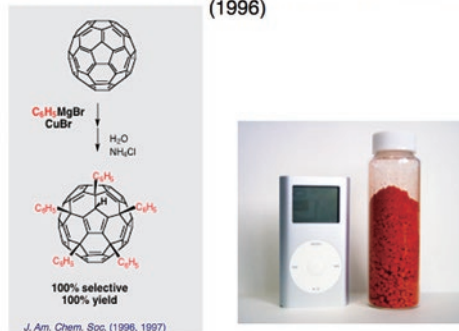 (1996)
C₆H₅MgBr
CuBr
H₂O
NH₄Cl
C₆H₅
H
C₆H₅
C₆H₅
C₆H₅
C₆H₅
100% selective
100% yield
J. Am. Chem. Soc. (1996, 1997)